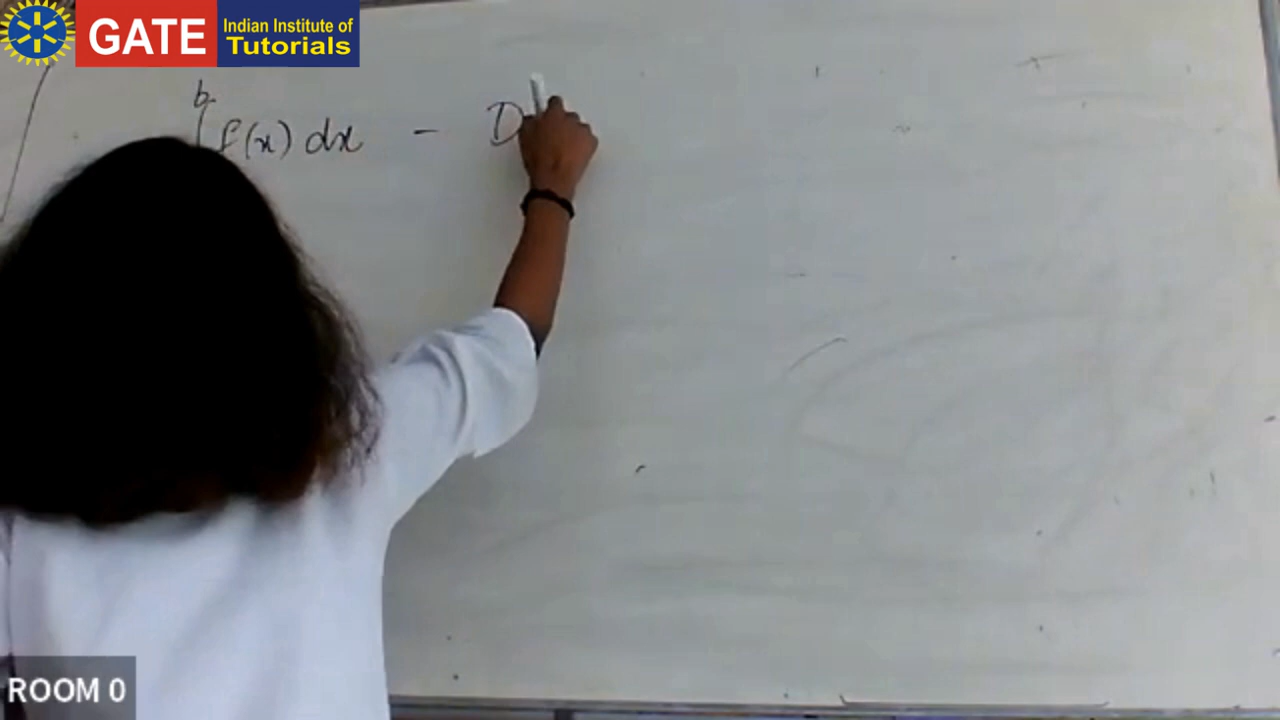 GATE
Indian Institute of
Tutorials
b
∫ f(x) dx - D
ROOM 0